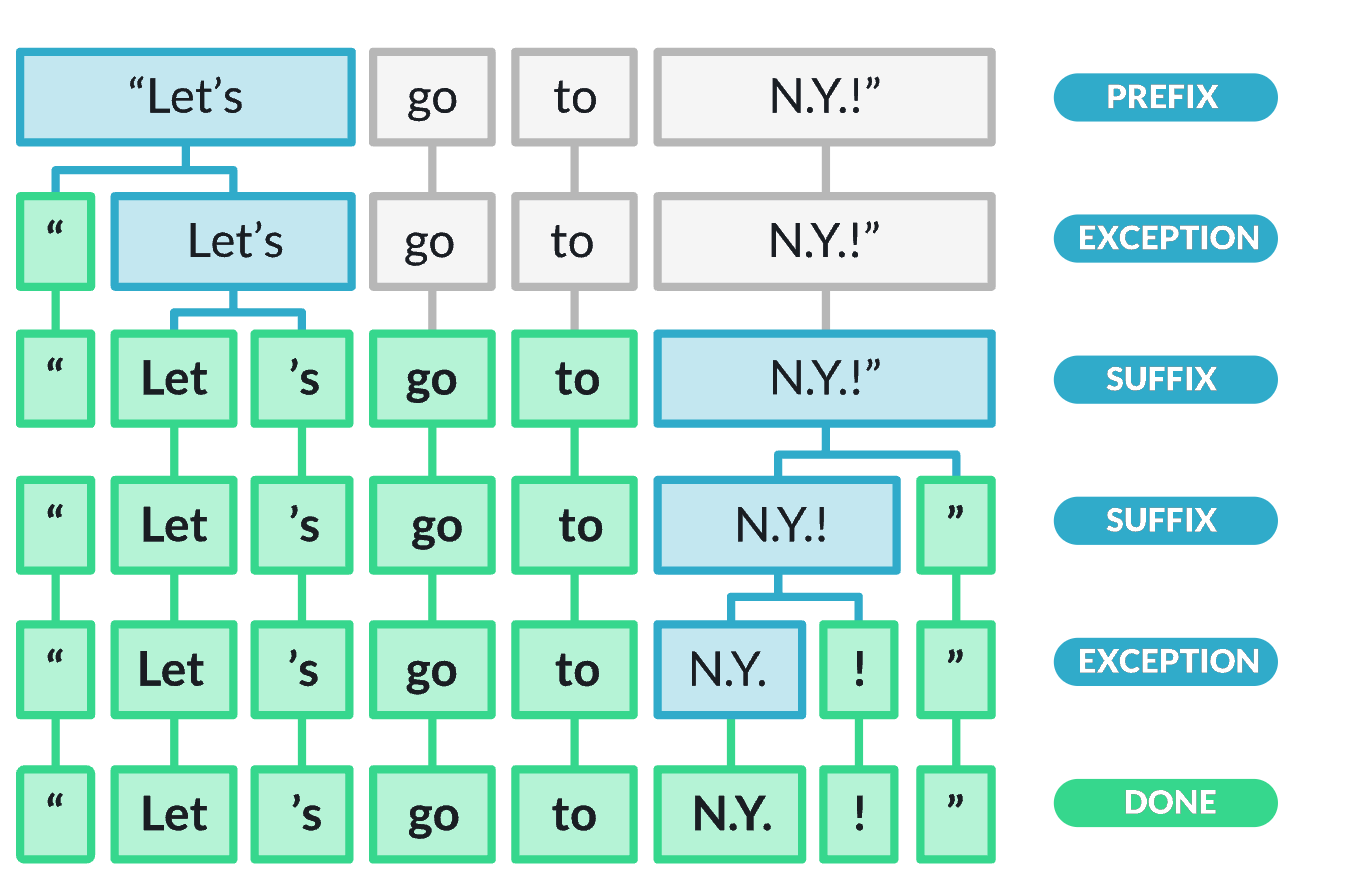 “Let’s go to N.Y.!” PREFIX
“ Let’s go to N.Y.!” EXCEPTION
“ Let ’s go to N.Y.!” SUFFIX
“ Let ’s go to N.Y.! ” SUFFIX
“ Let ’s go to N.Y. ! ” EXCEPTION
“ Let ’s go to N.Y. ! ” DONE